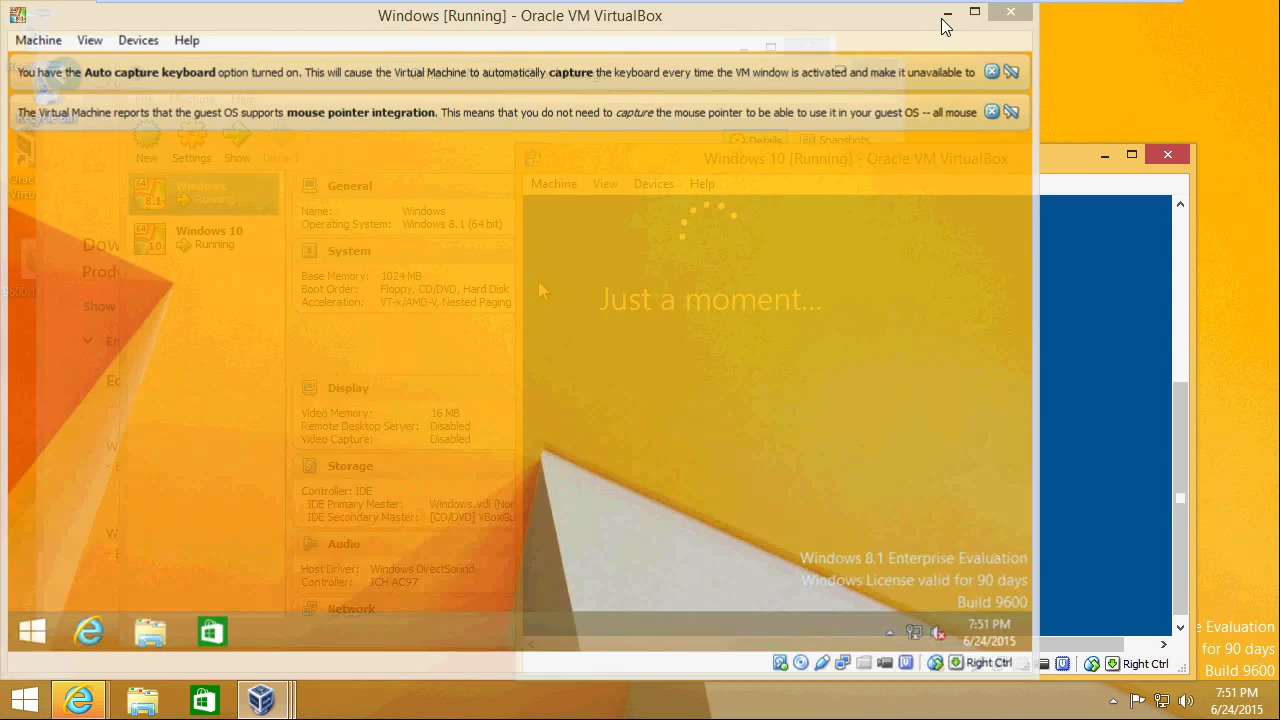 Windows [Running] - Oracle VM VirtualBox
Machine View Devices Help
You have the Auto capture keyboard option turned on. This will cause the Virtual Machine to automatically capture the keyboard every time the VM window is activated and make it unavailable to
The Virtual Machine reports that the guest OS supports mouse pointer integration. This means that you do not need to capture the mouse pointer to be able to use it in your guest OS -- all mouse
Details Snapshots
New Settings Show Discard
Windows 10 [Running] - Oracle VM VirtualBox
Machine View Devices Help
64 8.1 Windows
Running
64 10 Windows 10
Running
General
Name: Windows
Operating System: Windows 8.1 (64 bit)
System
Base Memory: 1024 MB
Boot Order: Floppy, CD/DVD, Hard Disk
Acceleration: VT-x/AMD-V, Nested Paging
Display
Video Memory: 16 MB
Remote Desktop Server: Disabled
Video Capture: Disabled
Storage
Controller: IDE
IDE Primary Master: Windows.vdi (Nor
IDE Secondary Master: [CD/DVD] VBoxGu
Audio
Host Driver: Windows DirectSound
Controller: ICH AC97
Network
Show
Just a moment...
Windows 8.1 Enterprise Evaluation
Windows License valid for 90 days
Build 9600
7:51 PM
6/24/2015
Right Ctrl
Right Ctrl
e Evaluation
for 90 days
Build 9600
7:51 PM
6/24/2015